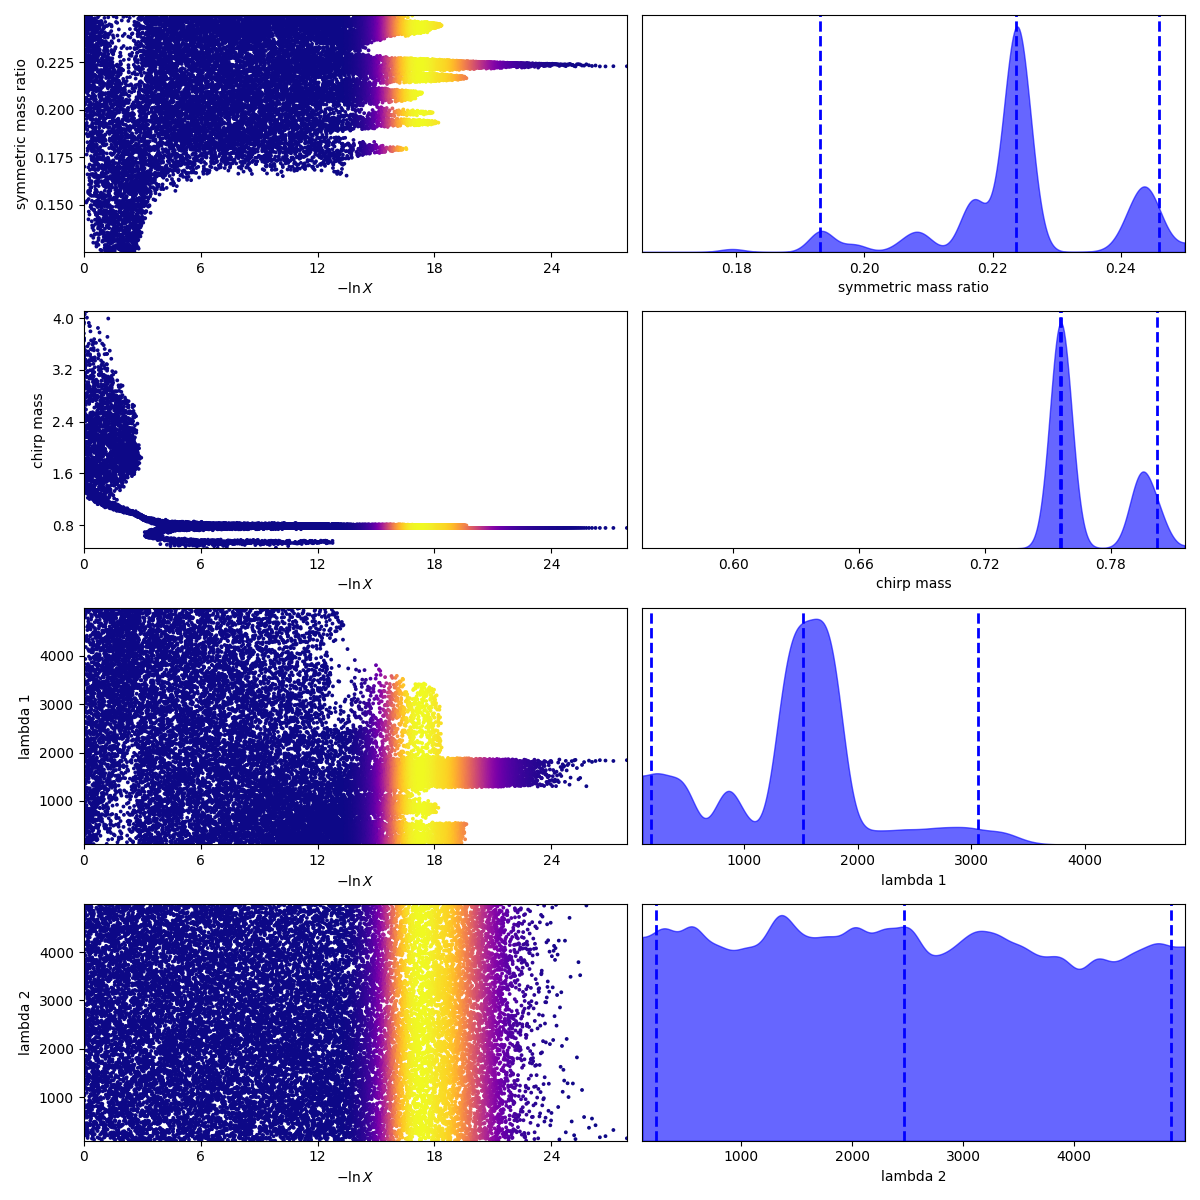 symmetric mass ratio
0.225
0.200
0.175
0.150
0 6 12 18 24
−ln X
0.18 0.20 0.22 0.24
symmetric mass ratio
chirp mass
4.0
3.2
2.4
1.6
0.8
0 6 12 18 24
−ln X
0.60 0.66 0.72 0.78
chirp mass
lambda 1
4000
3000
2000
1000
0 6 12 18 24
−ln X
1000 2000 3000 4000
lambda 1
lambda 2
4000
3000
2000
1000
0 6 12 18 24
−ln X
1000 2000 3000 4000
lambda 2